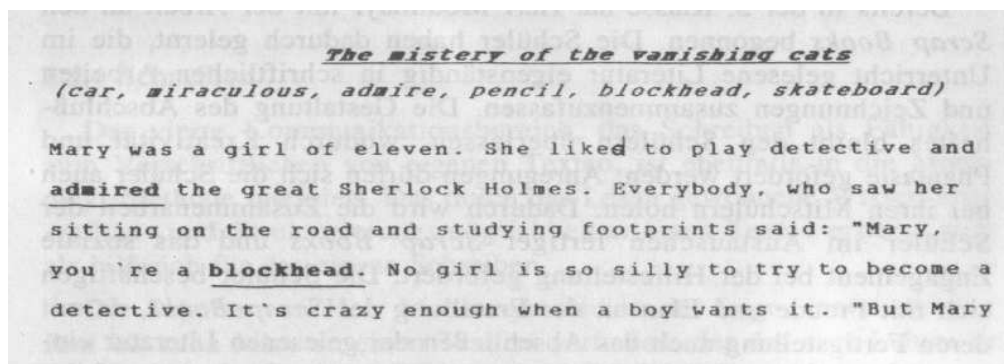 The mistery of the vanishing cats
(car, miraculous, admire, pencil, blockhead, skateboard)
Mary was a girl of eleven. She liked to play detective and
admired the great Sherlock Holmes. Everybody, who saw her
sitting on the road and studying footprints said: "Mary,
you 're a blockhead. No girl is so silly to try to become a
detective. It's crazy enough when a boy wants it. "But Mary